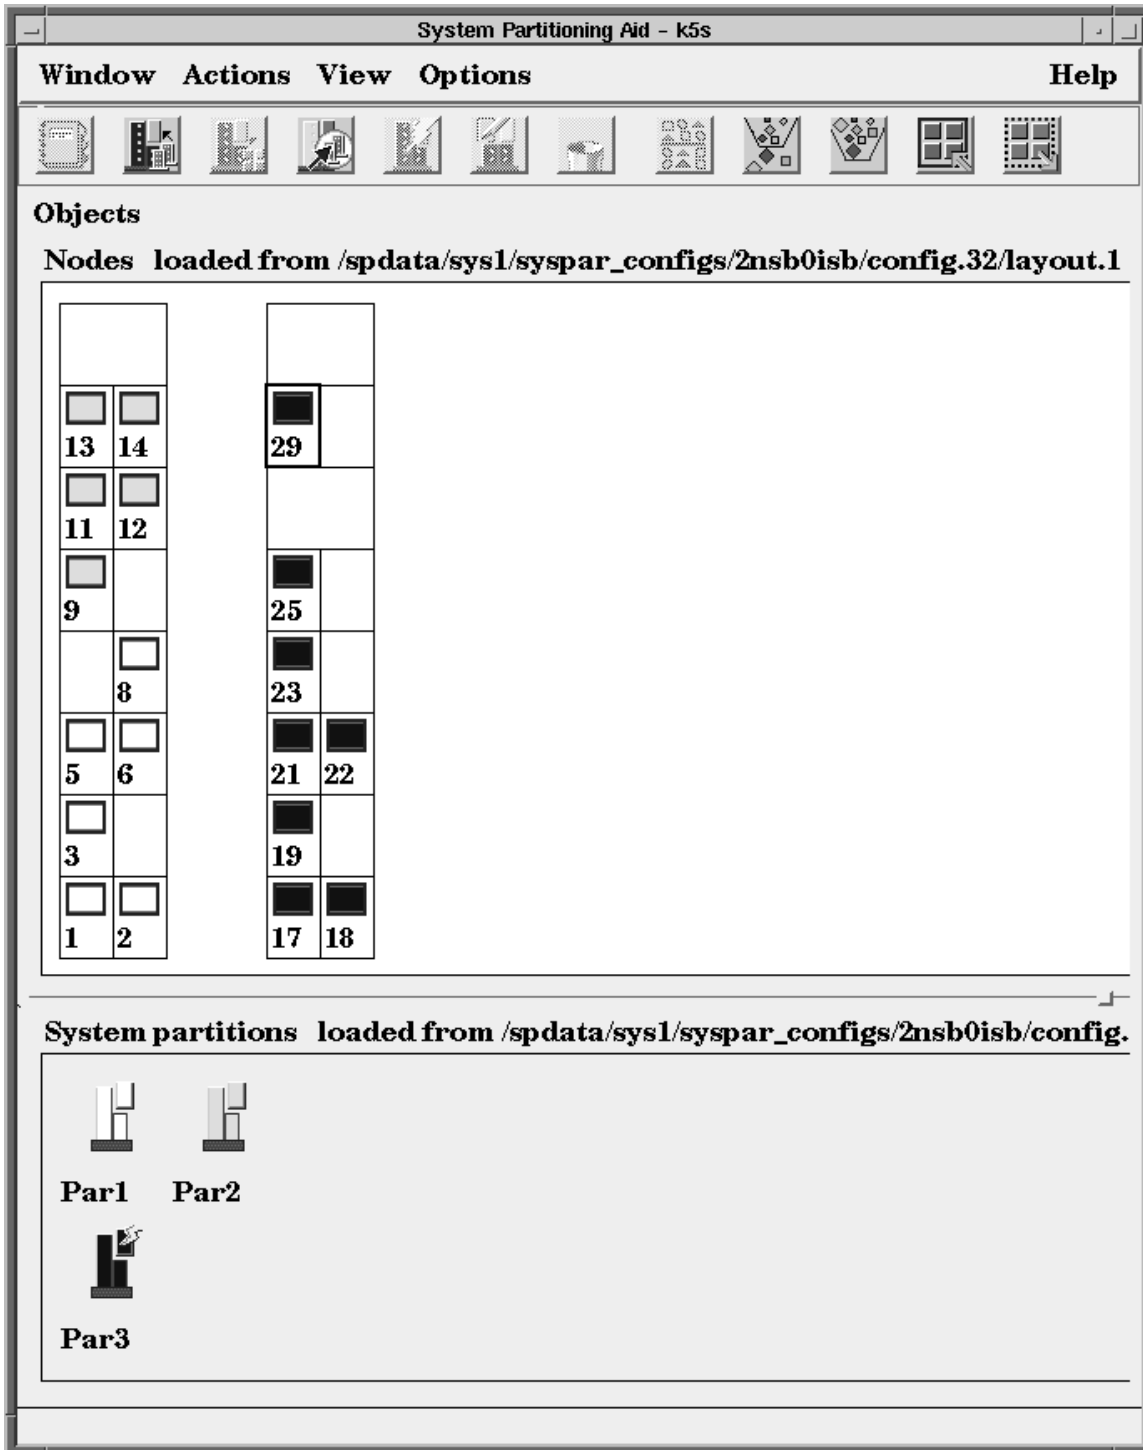 System Partitioning Aid - k5s
Window Actions View Options Help
Objects
Nodes loaded from /spdata/sys1/syspar_configs/2nsb0isb/config.32/layout.1
13 14 29
11 12
9 25
8 23
5 6 21 22
3 19
1 2 17 18
System partitions loaded from /spdata/sys1/syspar_configs/2nsb0isb/config.
Par1 Par2
Par3